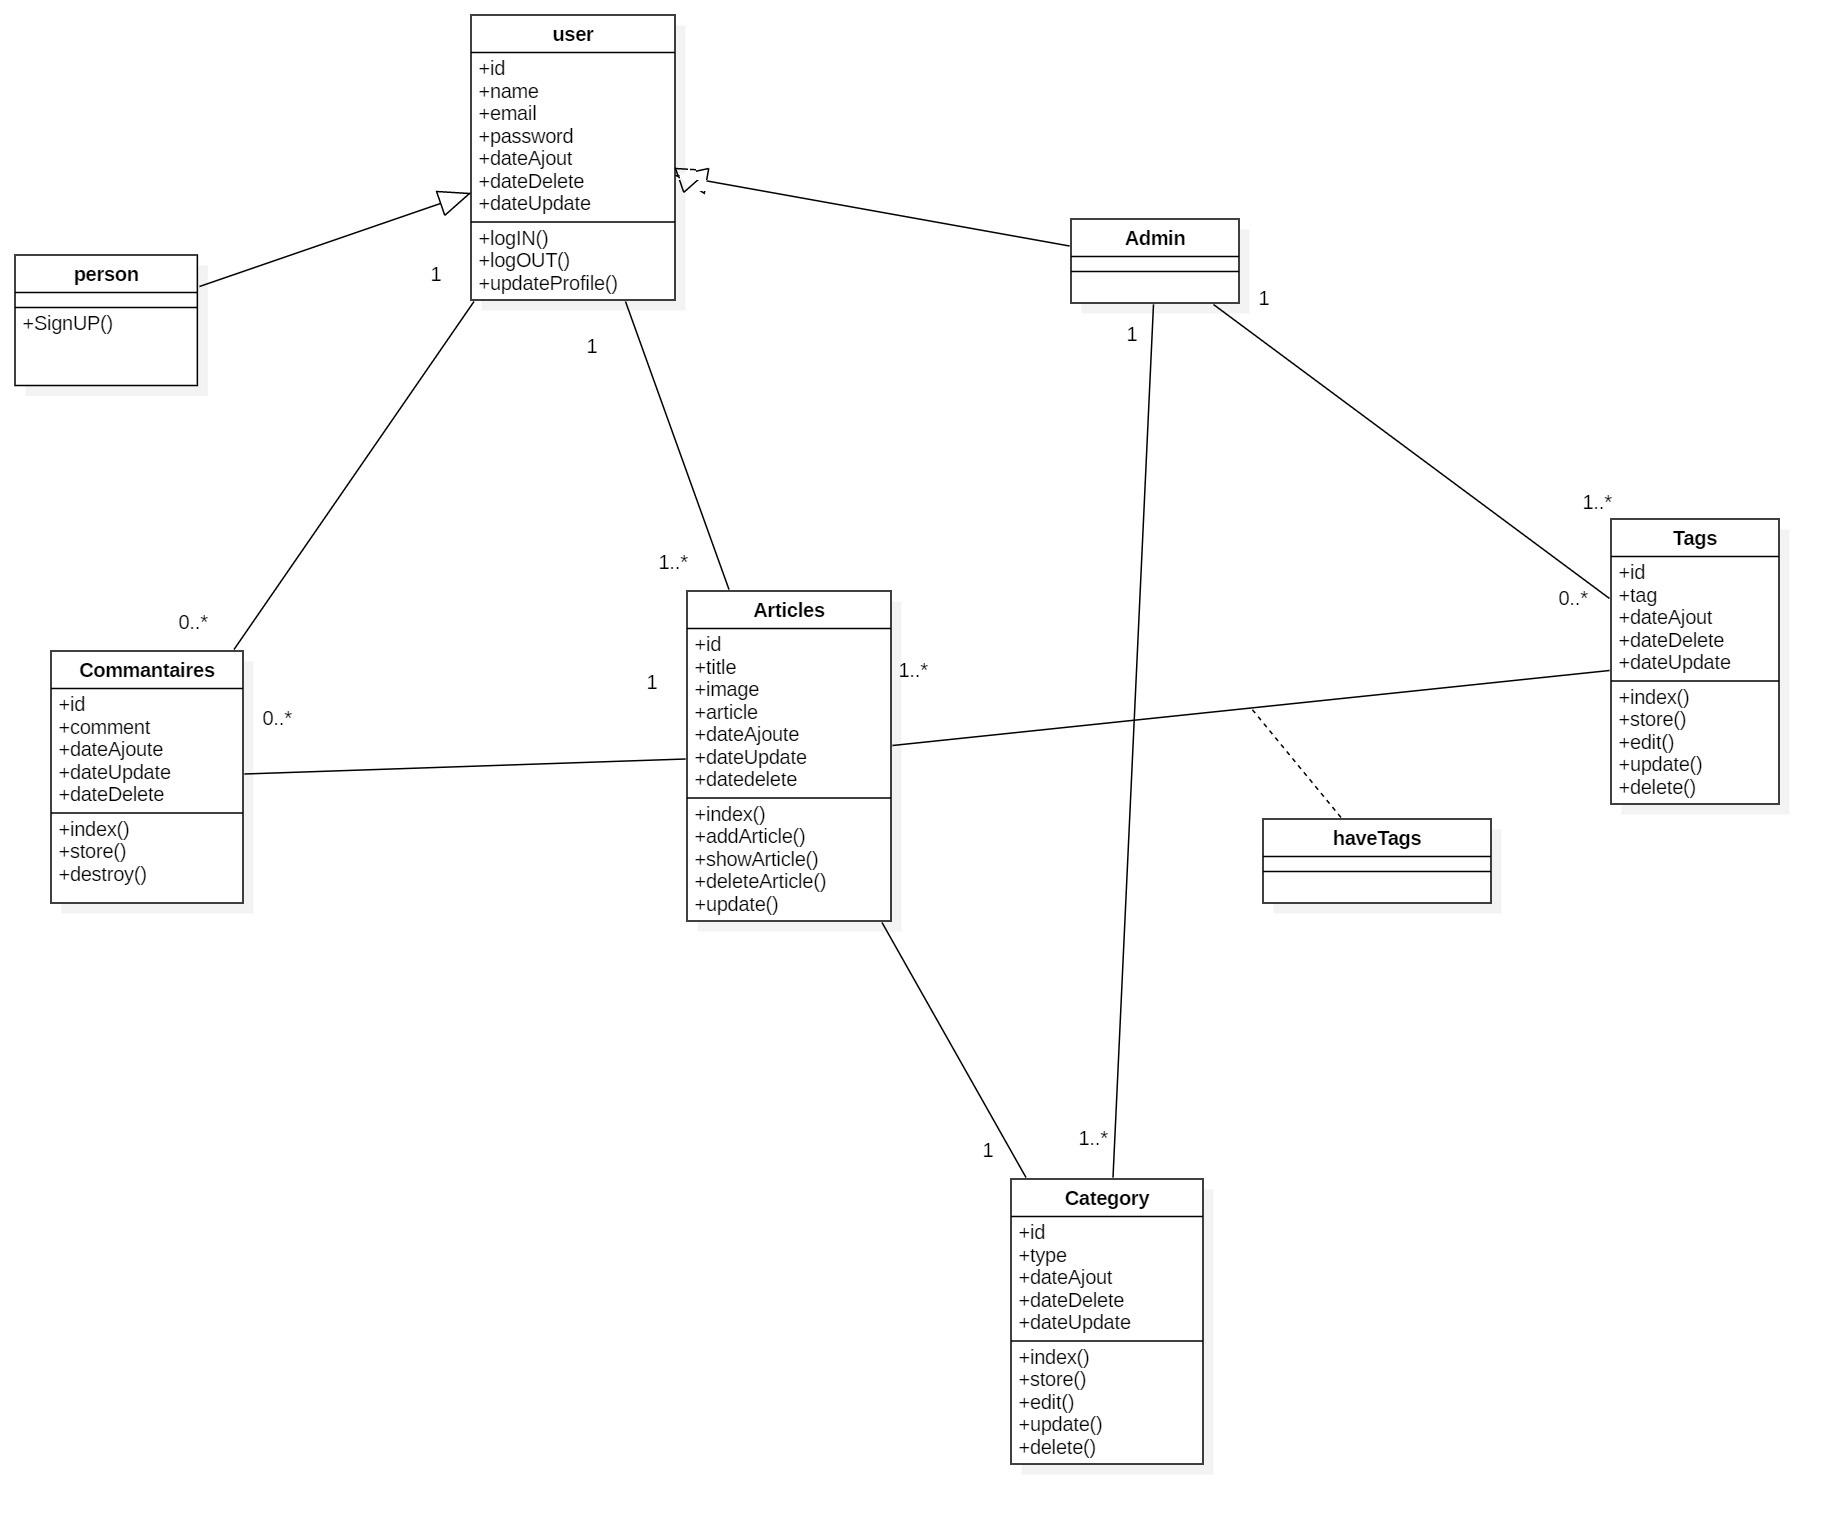 user
+id
+name
+email
+password
+dateAjout
+dateDelete
+dateUpdate
+logIN()
+logOUT()
+updateProfile()
person
+SignUP()
Admin
1
1
1
1
1..*
Tags
+id
+tag
+dateAjout
+dateDelete
+dateUpdate
+index()
+store()
+edit()
+update()
+delete()
0..*
1..*
Articles
+id
+title
+image
+article
+dateAjoute
+dateUpdate
+datedelete
+index()
+addArticle()
+showArticle()
+deleteArticle()
+update()
0..*
Commantaires
+id
+comment
+dateAjoute
+dateUpdate
+dateDelete
+index()
+store()
+destroy()
0..*
1
1..*
haveTags
1
1..*
Category
+id
+type
+dateAjout
+dateDelete
+dateUpdate
+index()
+store()
+edit()
+update()
+delete()